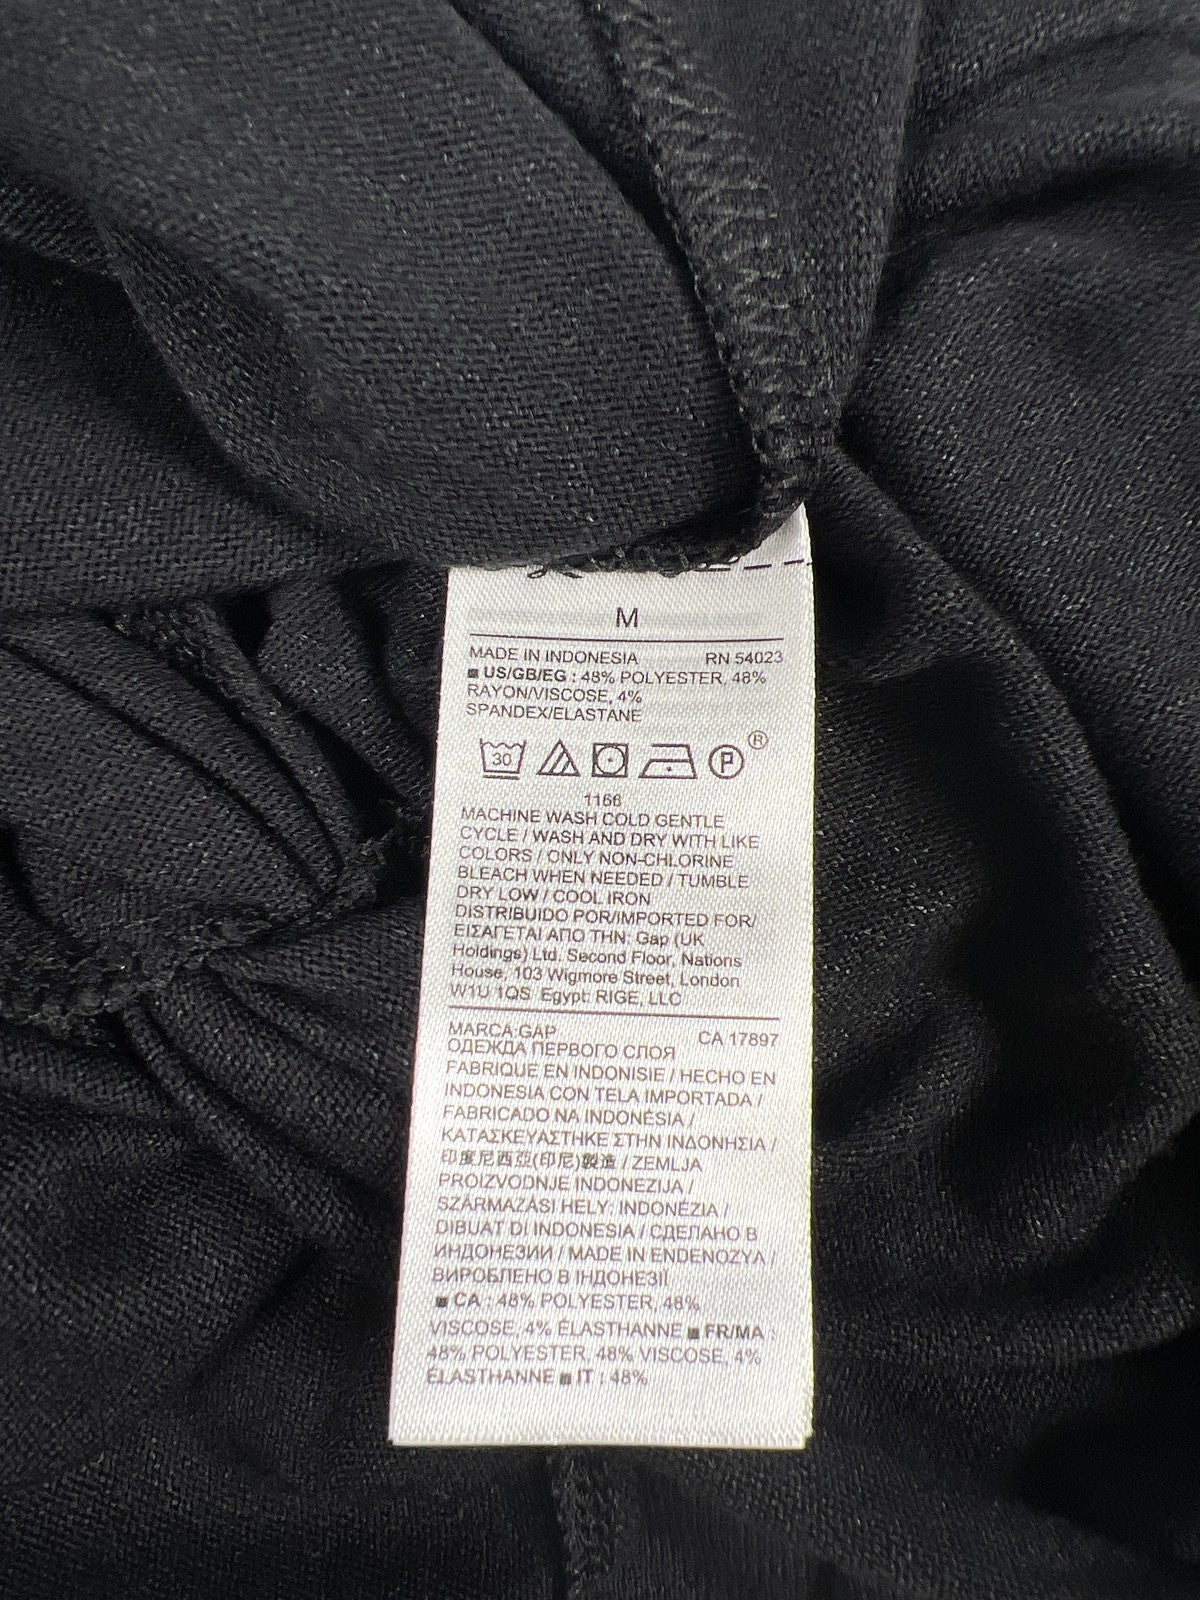 M
MADE IN INDONESIA RN 54023
■ US/GB/EG : 48% POLYESTER, 48%
RAYON/VISCOSE, 4%
SPANDEX/ELASTANE
30 P ®
1166
MACHINE WASH COLD GENTLE
CYCLE / WASH AND DRY WITH LIKE
COLORS / ONLY NON-CHLORINE
BLEACH WHEN NEEDED / TUMBLE
DRY LOW / COOL IRON
DISTRIBUIDO POR/IMPORTED FOR/
ΕΙΣΑΓΕΤΑΙ ΑΠΟ ΤΗΝ: Gap (UK
Holdings) Ltd. Second Floor, Nations
House, 103 Wigmore Street, London
W1U 1QS Egypt: RIGE, LLC
MARCA:GAP CA 17897
ОДЕЖДА ПЕРВОГО СЛОЯ
FABRIQUE EN INDONISIE / HECHO EN
INDONESIA CON TELA IMPORTADA /
FABRICADO NA INDONÉSIA /
ΚΑΤΑΣΚΕΥΑΣΤΗΚΕ ΣΤΗΝ ΙΝΔΟΝΗΣΙΑ /
印度尼西亞(印尼)製造 / ZEMLJA
PROIZVODNJE INDONEZIJA /
SZÁRMAZÁSI HELY: INDONÉZIA /
DIBUAT DI INDONESIA / СДЕЛАНО В
ИНДОНЕЗИИ / MADE IN ENDENOZYA /
ВИРОБЛЕНО В ІНДОНЕЗІЇ
■ CA : 48% POLYESTER, 48%
VISCOSE, 4% ÉLASTHANNE ■ FR/MA :
48% POLYESTER, 48% VISCOSE, 4%
ÉLASTHANNE ■ IT : 48%